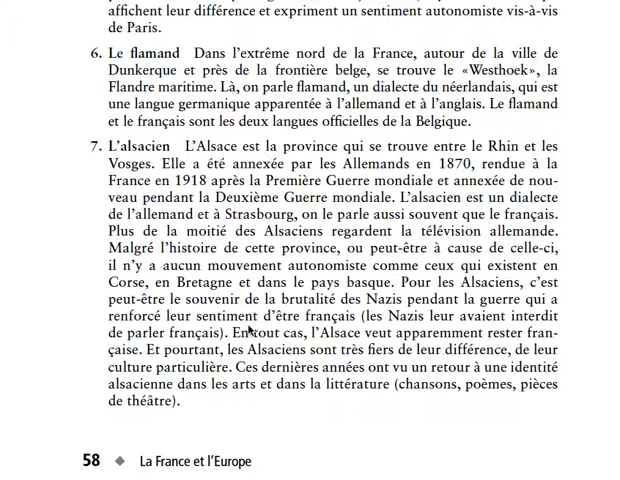 affichent leur différence et expriment un sentiment autonomiste vis-à-vis
de Paris.
6. Le flamand Dans l'extrême nord de la France, autour de la ville de
Dunkerque et près de la frontière belge, se trouve le «Westhoek», la
Flandre maritime. Là, on parle flamand, un dialecte du néerlandais, qui est
une langue germanique apparentée à l'allemand et à l'anglais. Le flamand
et le français sont les deux langues officielles de la Belgique.
7. L'alsacien L'Alsace est la province qui se trouve entre le Rhin et les
Vosges. Elle a été annexée par les Allemands en 1870, rendue à la
France en 1918 après la Première Guerre mondiale et annexée de nou-
veau pendant la Deuxième Guerre mondiale. L'alsacien est un dialecte
de l'allemand et à Strasbourg, on le parle aussi souvent que le français.
Plus de la moitié des Alsaciens regardent la télévision allemande.
Malgré l'histoire de cette province, ou peut-être à cause de celle-ci,
il n'y a aucun mouvement autonomiste comme ceux qui existent en
Corse, en Bretagne et dans le pays basque. Pour les Alsaciens, c'est
peut-être le souvenir de la brutalité des Nazis pendant la guerre qui a
renforcé leur sentiment d'être français (les Nazis leur avaient interdit
de parler français). En tout cas, l'Alsace veut apparemment rester fran-
çaise. Et pourtant, les Alsaciens sont très fiers de leur différence, de leur
culture particulière. Ces dernières années ont vu un retour à une identité
alsacienne dans les arts et dans la littérature (chansons, poèmes, pièces
de théâtre).
58 ◆ La France et l'Europe